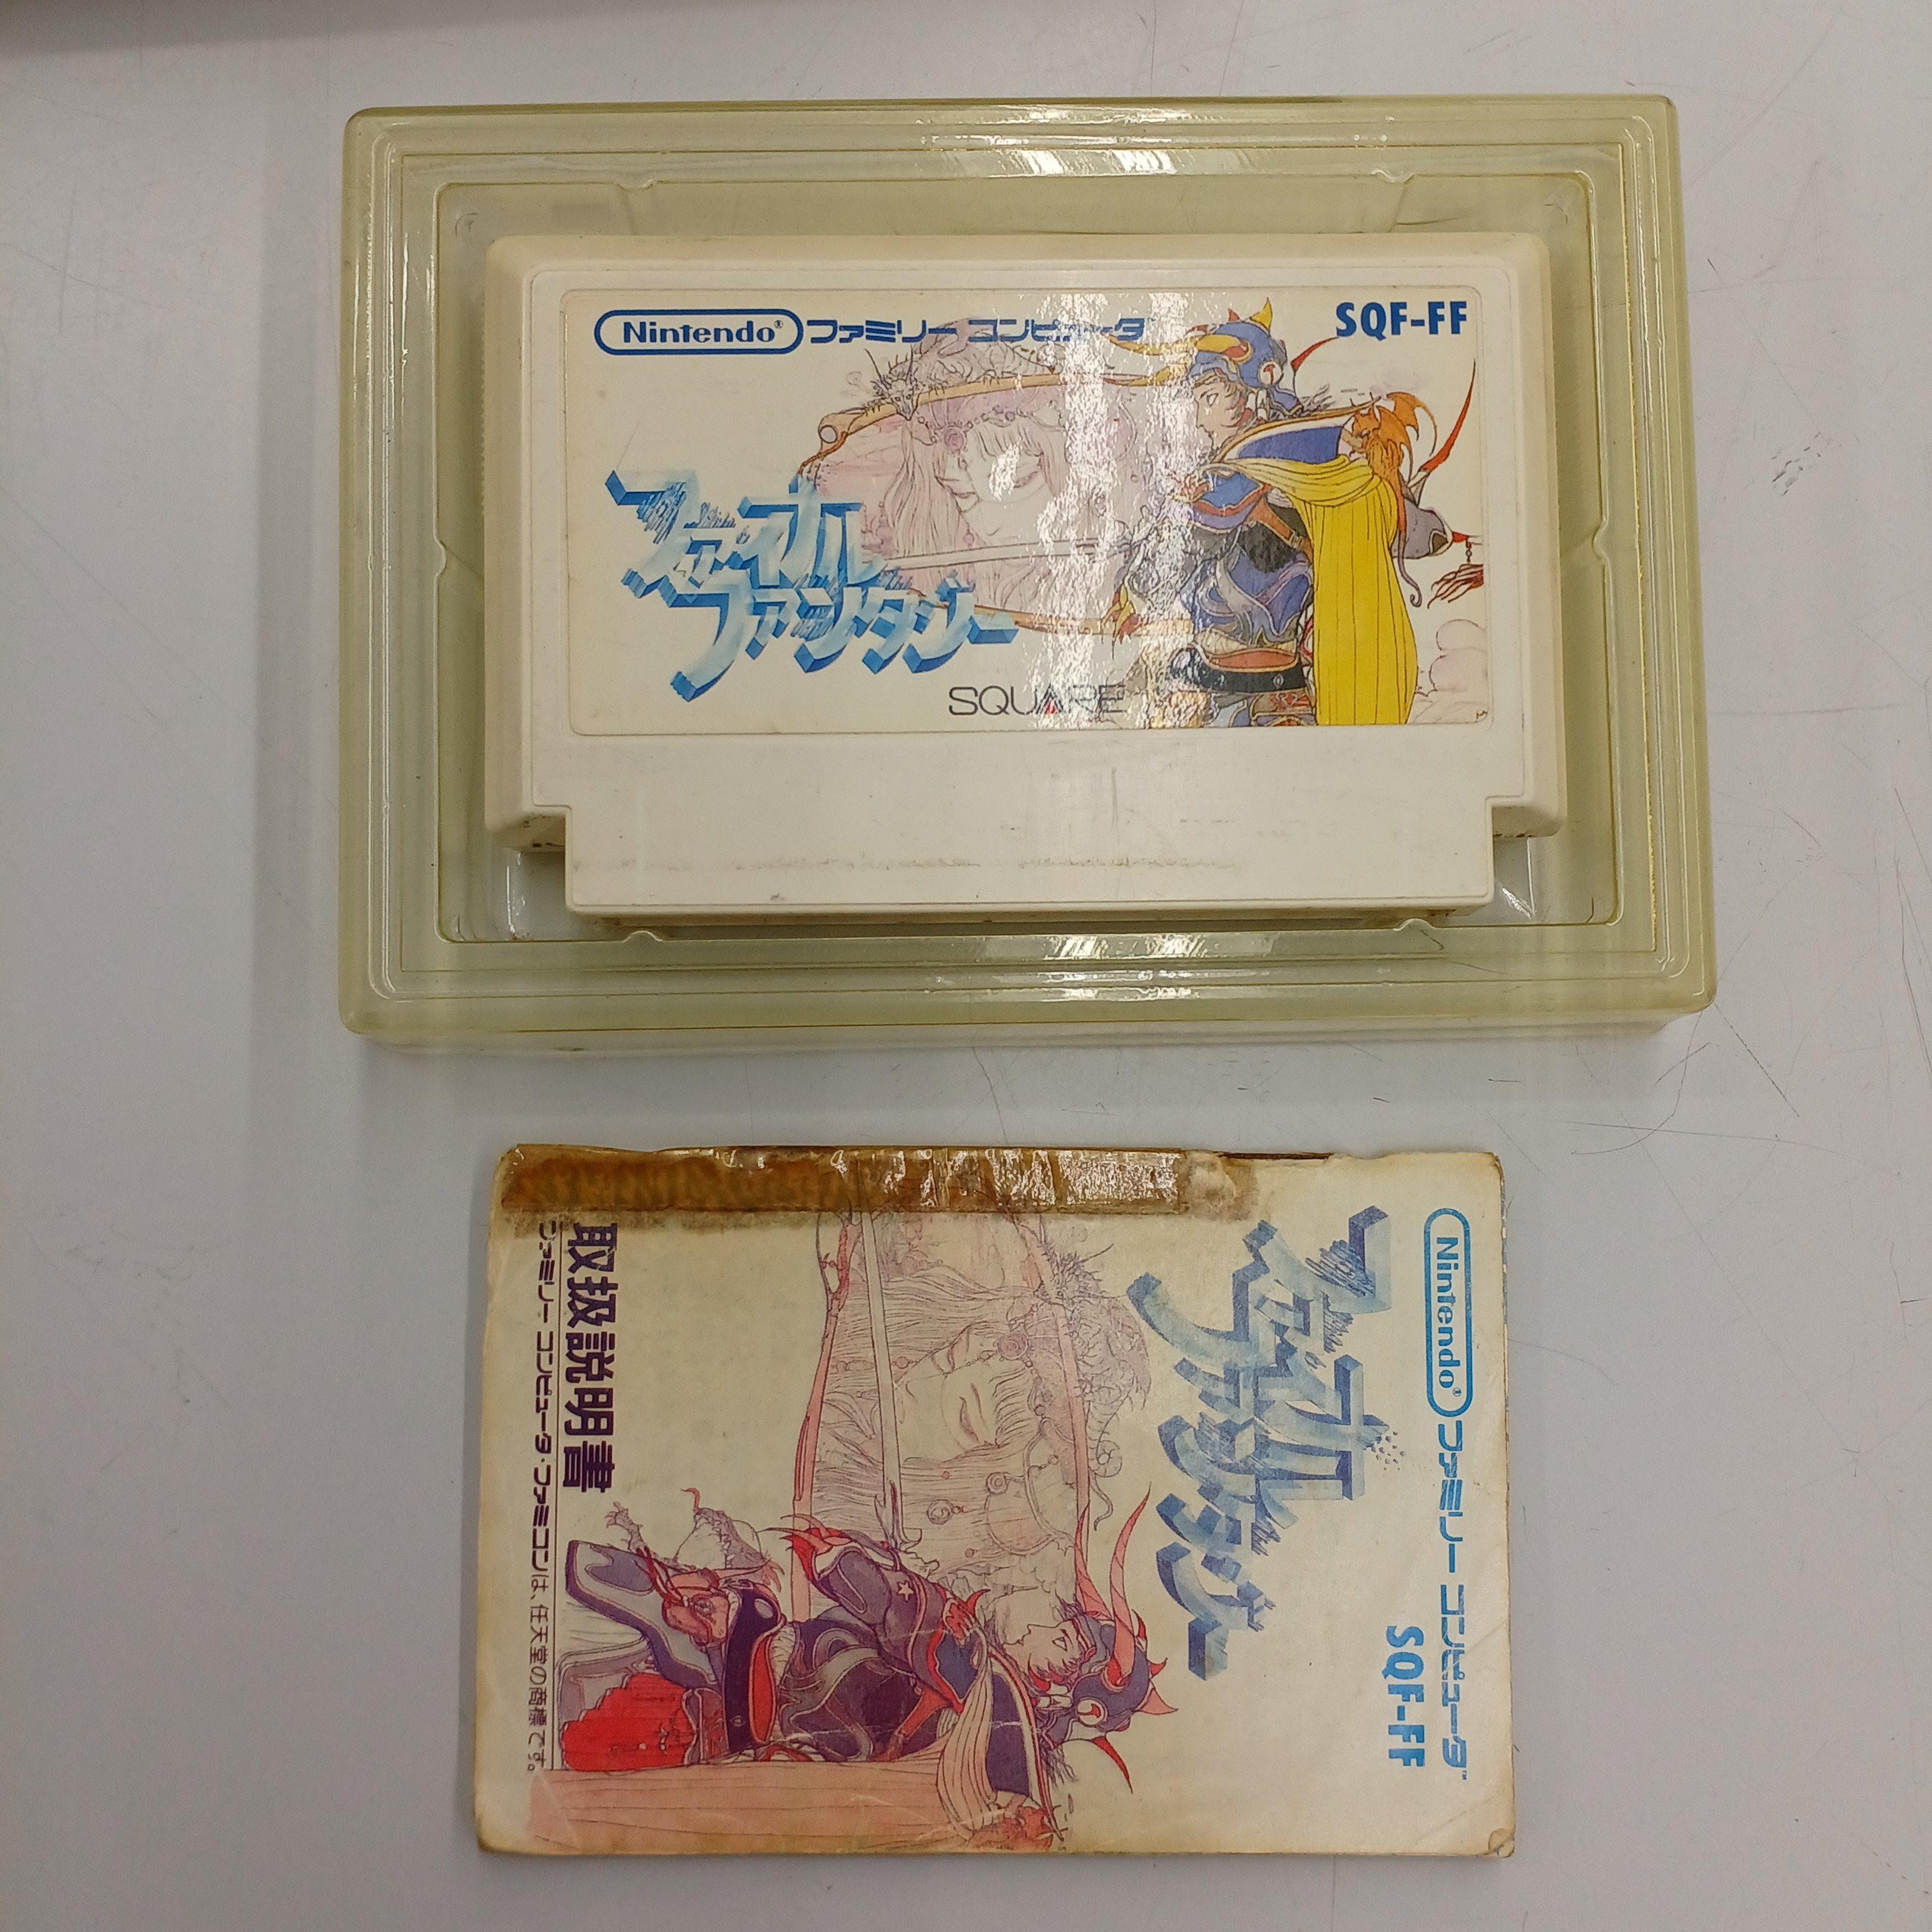 Nintendo® ファミリー コンピュータ™
SQF-FF
ファイナル
ファンタジー
SQUARE
Nintendo® ファミリー コンピュータ™
SQF-FF
ファイナル
ファンタジー
取扱説明書
ファミリー コンピュータ・ファミコンは、任天堂の商標です。